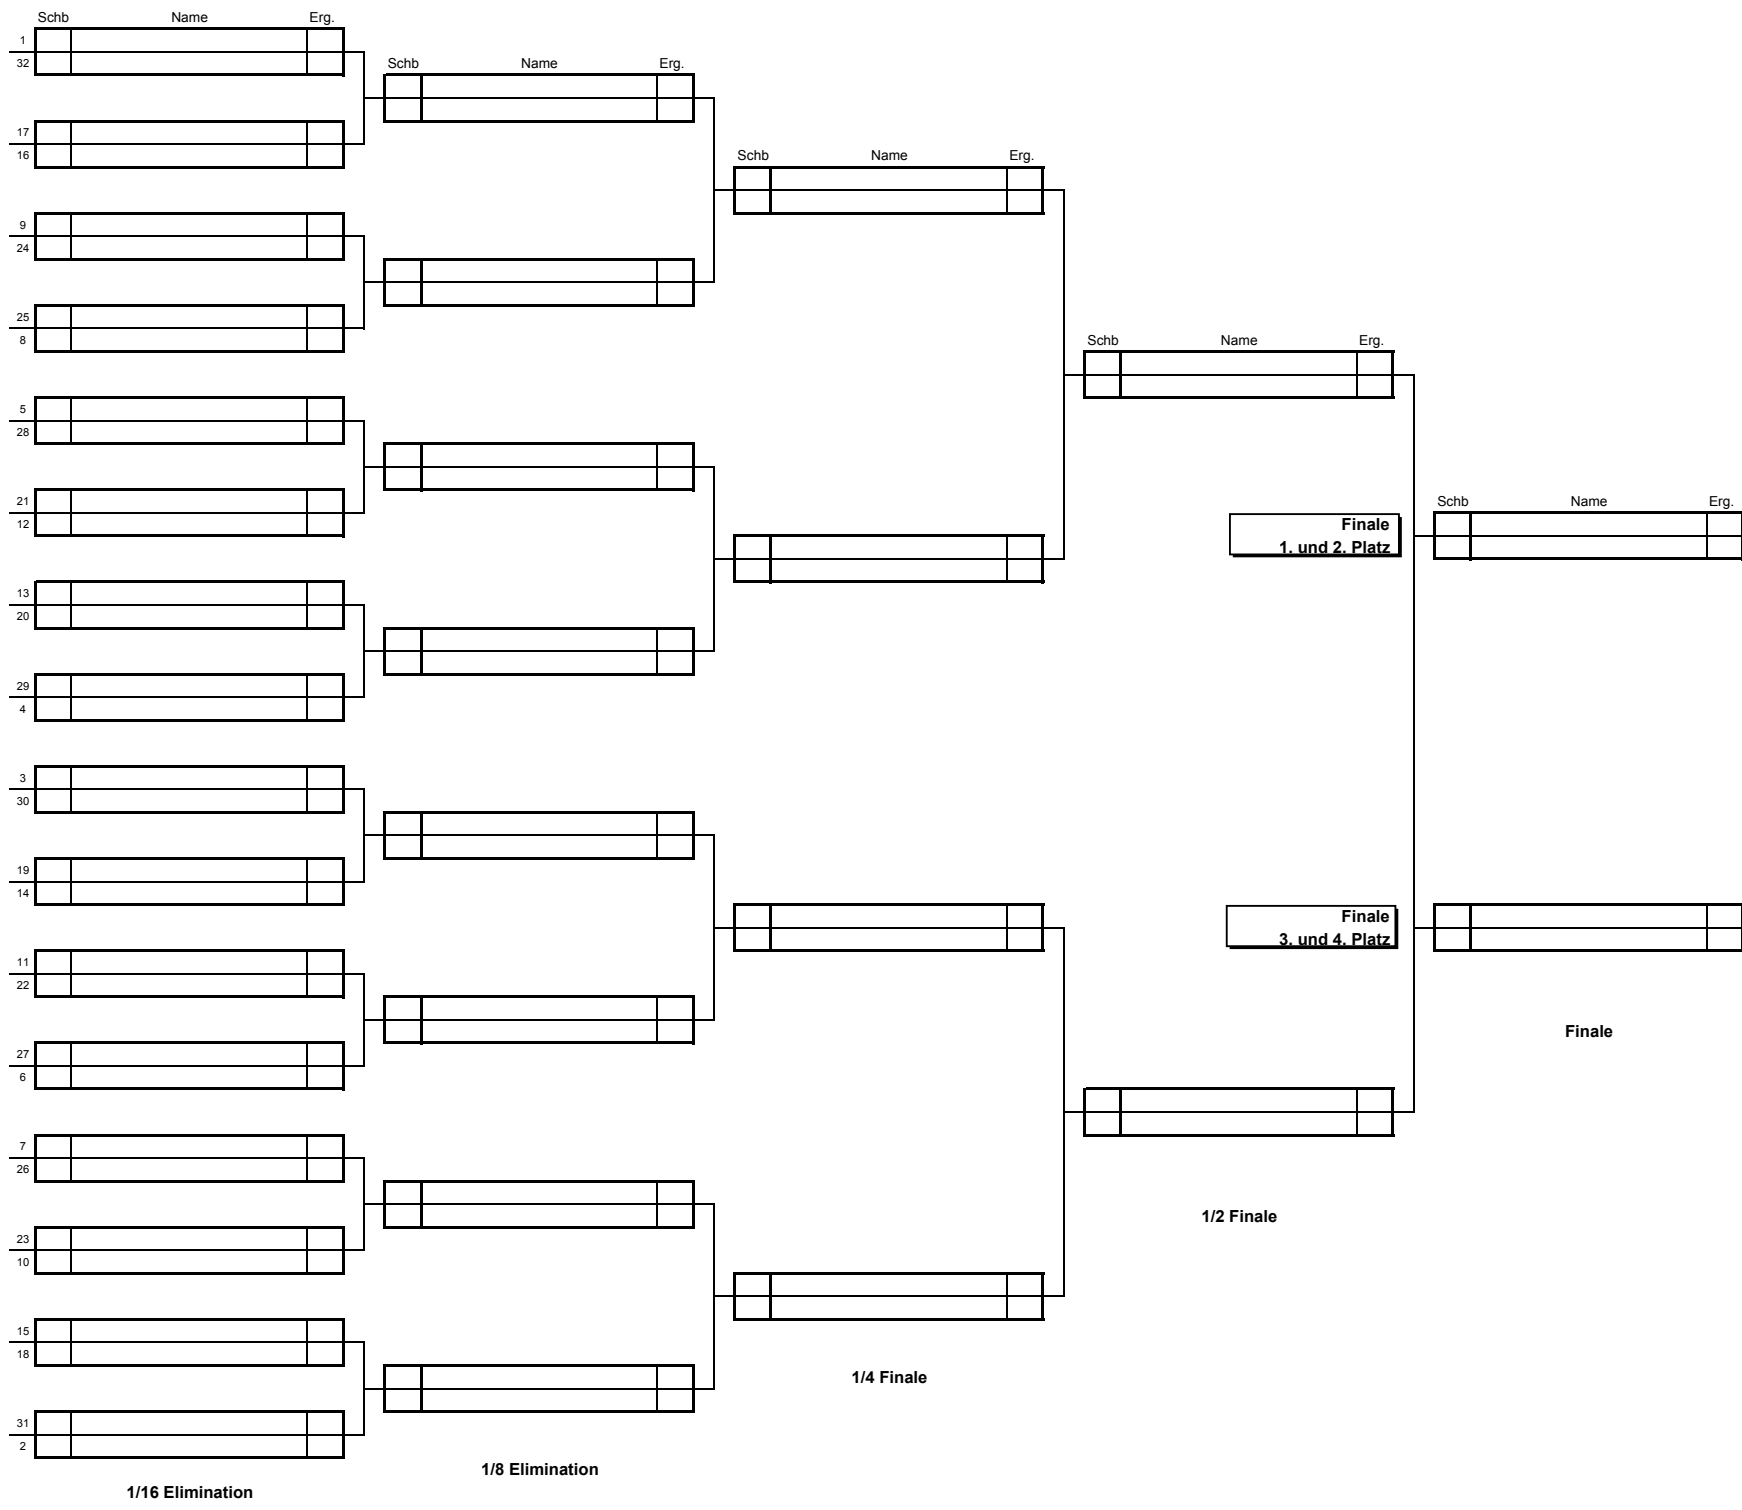 Schb Name Erg.
1
32
Schb Name Erg.
17
16
Schb Name Erg.
9
24
25
8
Schb Name Erg.
5
28
21
12
Schb Name Erg.
Finale
1. und 2. Platz
13
20
29
4
3
30
19
14
Finale
3. und 4. Platz
11
22
Finale
27
6
7
26
1/2 Finale
23
10
15
18
1/4 Finale
31
2
1/8 Elimination
1/16 Elimination